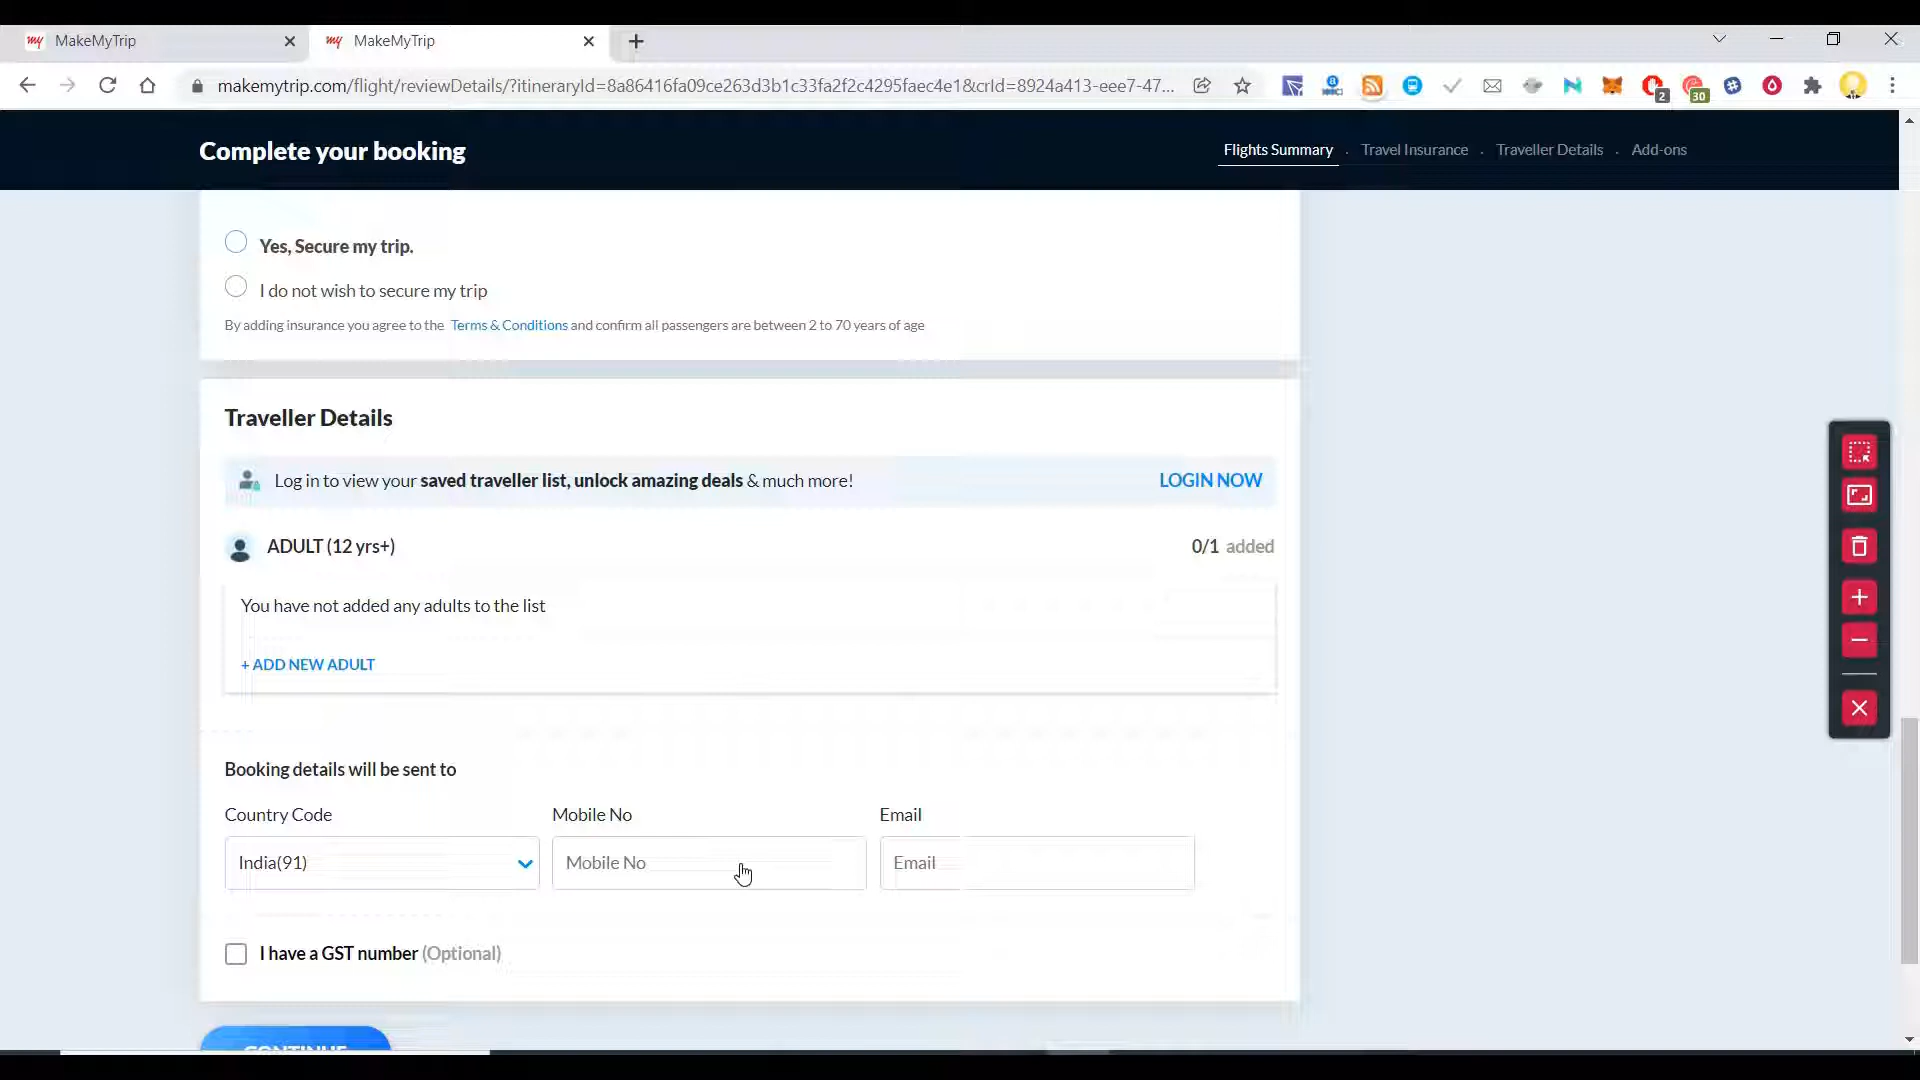 MakeMyTrip
MakeMyTrip
makemytrip.com/flight/reviewDetails/?itineraryId=8a86416fa09ce263d3b1c33fa2f2c4295faec4e1&crId=8924a413-eee7-47...
2
30
Complete your booking
Flights Summary
Travel Insurance
Traveller Details
Add-ons
Yes, Secure my trip.
I do not wish to secure my trip
By adding insurance you agree to the Terms & Conditions and confirm all passengers are between 2 to 70 years of age
Traveller Details
Log in to view your saved traveller list, unlock amazing deals & much more!
LOGIN NOW
ADULT (12 yrs+)
0/1 added
You have not added any adults to the list
+ ADD NEW ADULT
Booking details will be sent to
Country Code
Mobile No
Email
India(91)
Mobile No
Email
I have a GST number (Optional)
CONTINUE